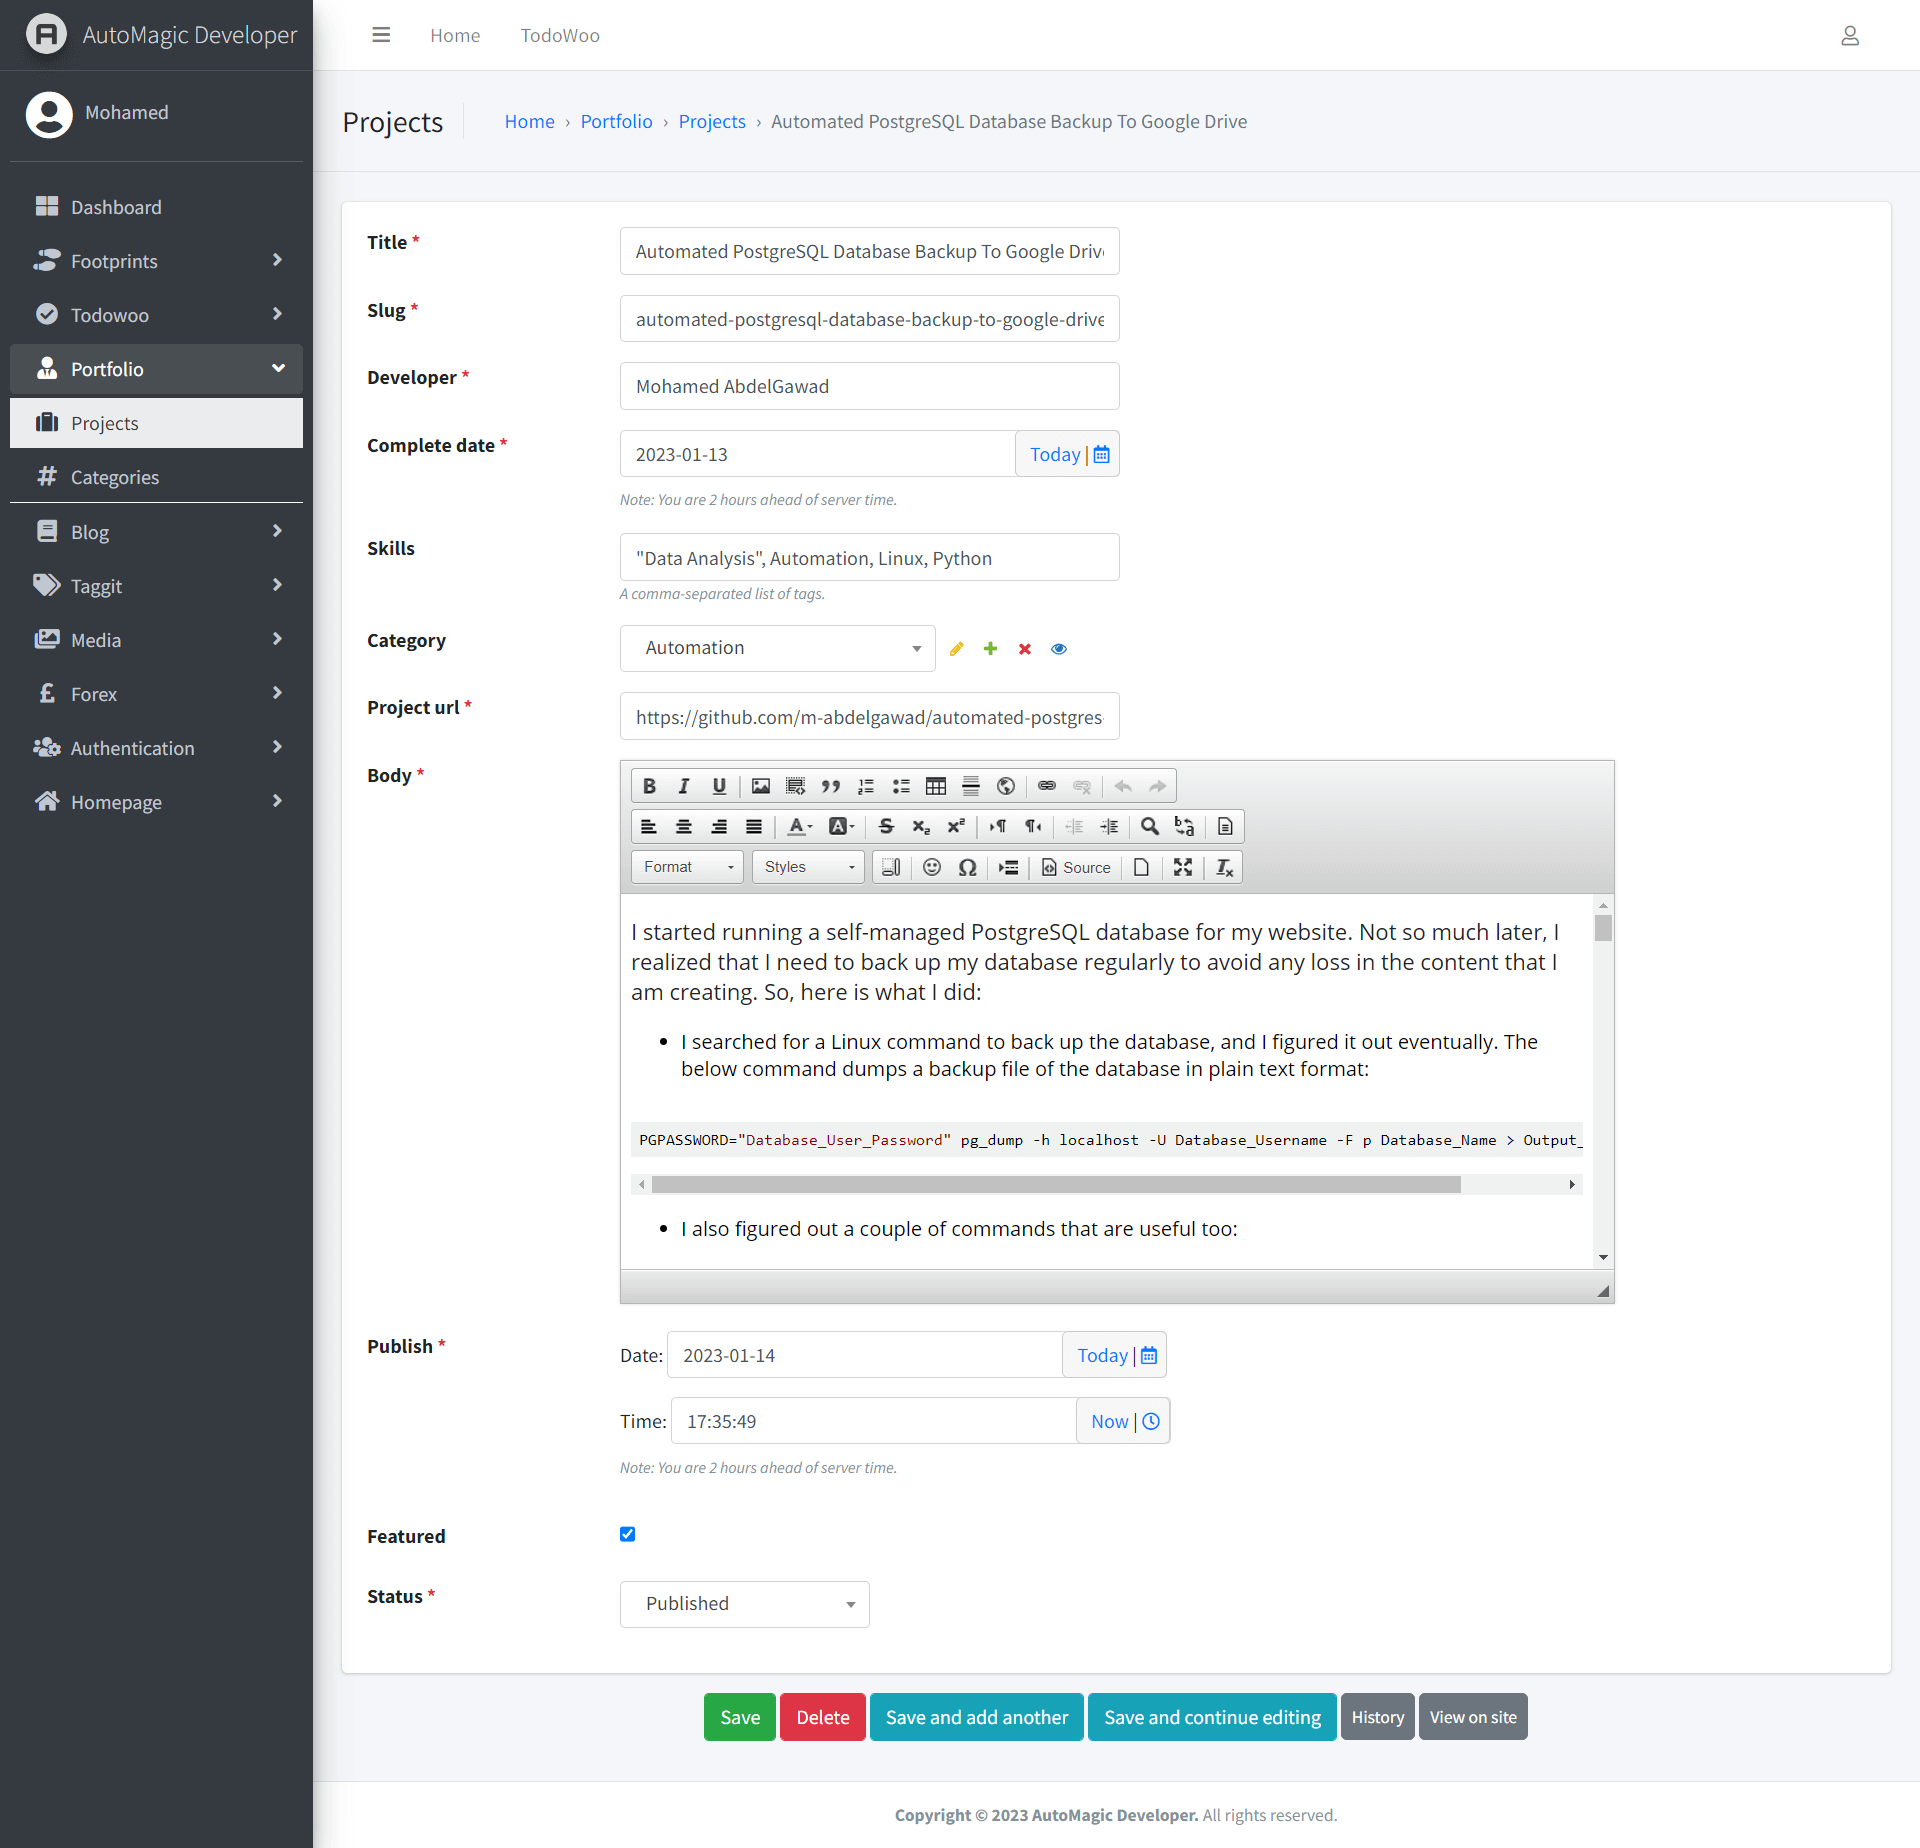 AutoMagic Developer
Home
TodoWoo
Mohamed
Dashboard
Footprints
Todowoo
Portfolio
Projects
Categories
Blog
Taggit
Media
Forex
Authentication
Homepage
Projects
Home › Portfolio › Projects › Automated PostgreSQL Database Backup To Google Drive
Title *
Automated PostgreSQL Database Backup To Google Driv
Slug *
automated-postgresql-database-backup-to-google-drive
Developer *
Mohamed AbdelGawad
Complete date *
2023-01-13
Today |
Note: You are 2 hours ahead of server time.
Skills
"Data Analysis", Automation, Linux, Python
A comma-separated list of tags.
Category
Automation
Project url *
https://github.com/m-abdelgawad/automated-postgres-
Body *
Format
Styles
Source
I started running a self-managed PostgreSQL database for my website. Not so much later, I
realized that I need to back up my database regularly to avoid any loss in the content that I
am creating. So, here is what I did:
• I searched for a Linux command to back up the database, and I figured it out eventually. The
below command dumps a backup file of the database in plain text format:
PGPASSWORD="Database_User_Password" pg_dump -h localhost -U Database_Username -F p Database_Name > Output_
• I also figured out a couple of commands that are useful too:
Publish *
Date: 2023-01-14 Today |
Time: 17:35:49 Now |
Note: You are 2 hours ahead of server time.
Featured
Status *
Published
Save
Delete
Save and add another
Save and continue editing
History
View on site
Copyright © 2023 AutoMagic Developer. All rights reserved.